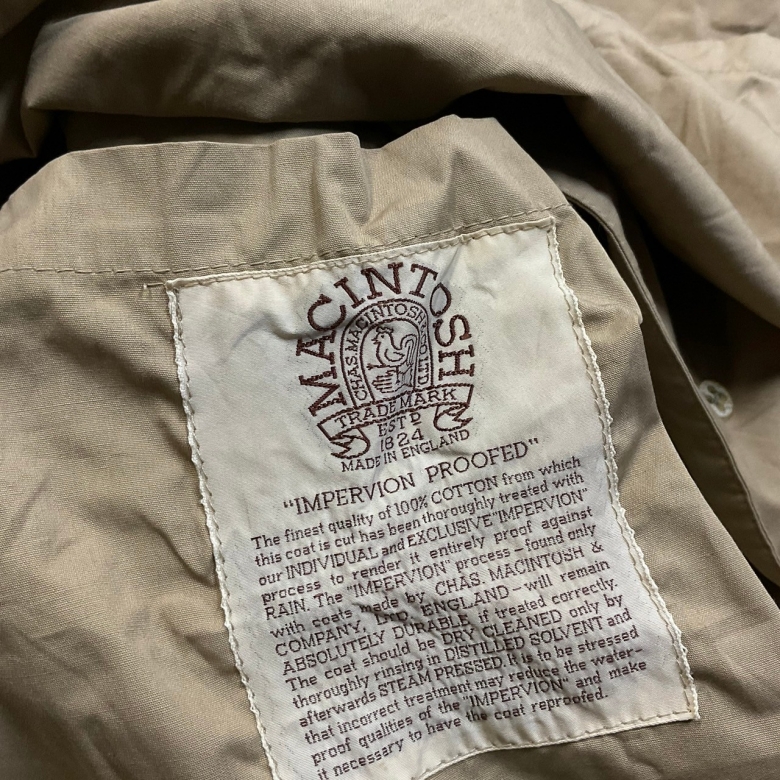 MACINTOSH
CHAS. MACINTOSH & CO. LTD.
TRADE MARK
ESTD
1824
MADE IN ENGLAND
"IMPERVION PROOFED"
The finest quality of 100% COTTON from which
this coat is cut has been thoroughly treated with
our INDIVIDUAL and EXCLUSIVE "IMPERVION"
process to render it entirely proof against
RAIN. The "IMPERVION" process – found only
with coats made by CHAS. MACINTOSH &
COMPANY, LTD., ENGLAND – will remain
ABSOLUTELY DURABLE if treated correctly.
The coat should be DRY CLEANED only by
thoroughly rinsing in DISTILLED SOLVENT and
afterwards STEAM PRESSED. It is to be stressed
that incorrect treatment may reduce the water-
proof qualities of the "IMPERVION" and make
it necessary to have the coat reproofed.